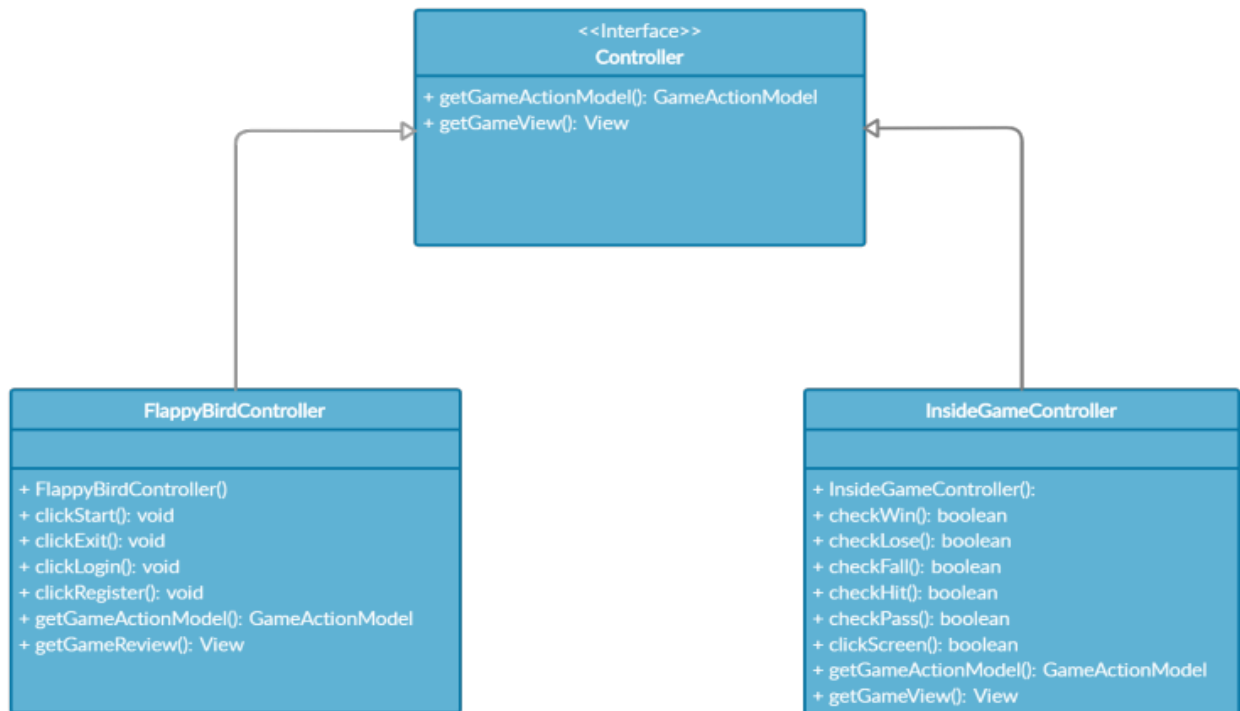 <<Interface>>
Controller
+ getGameActionModel(): GameActionModel
+ getGameView(): View
FlappyBirdController
+ FlappyBirdController()
+ clickStart(): void
+ clickExit(): void
+ clickLogin(): void
+ clickRegister(): void
+ getGameActionModel(): GameActionModel
+ getGameReview(): View
InsideGameController
+ InsideGameController():
+ checkWin(): boolean
+ checkLose(): boolean
+ checkFall(): boolean
+ checkHit(): boolean
+ checkPass(): boolean
+ clickScreen(): boolean
+ getGameActionModel(): GameActionModel
+ getGameView(): View